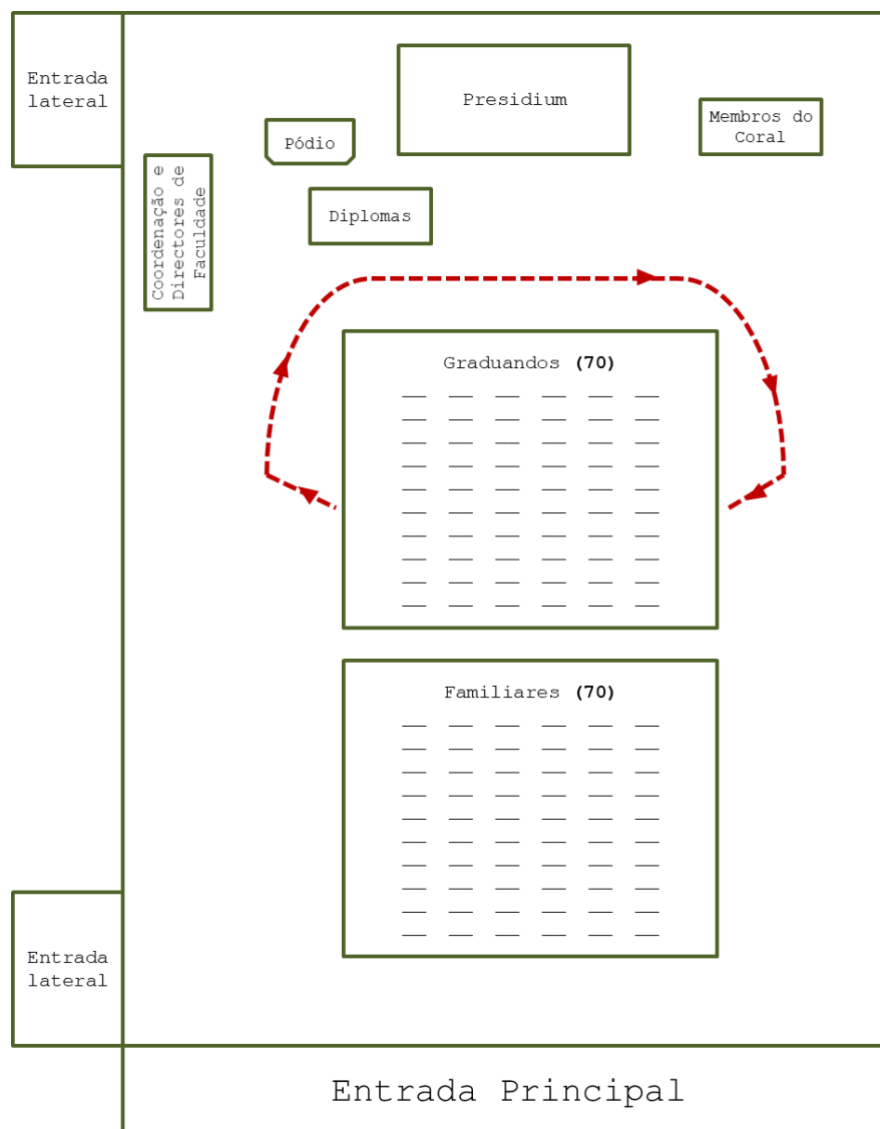 Entrada
lateral
Presidium
Membros do
Coral
Pódio
Coordenação e
Directores de
Faculdade
Diplomas
Graduandos (70)
Familiares (70)
Entrada
lateral
Entrada Principal